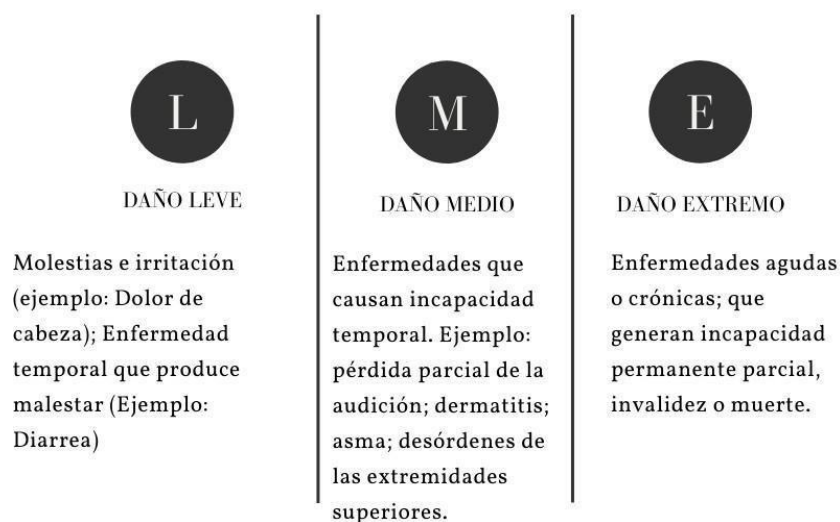 L
DAÑO LEVE
Molestias e irritación
(ejemplo: Dolor de
cabeza); Enfermedad
temporal que produce
malestar (Ejemplo:
Diarrea)
M
DAÑO MEDIO
Enfermedades que
causan incapacidad
temporal. Ejemplo:
pérdida parcial de la
audición; dermatitis;
asma; desórdenes de
las extremidades
superiores.
E
DAÑO EXTREMO
Enfermedades agudas
o crónicas; que
generan incapacidad
permanente parcial,
invalidez o muerte.